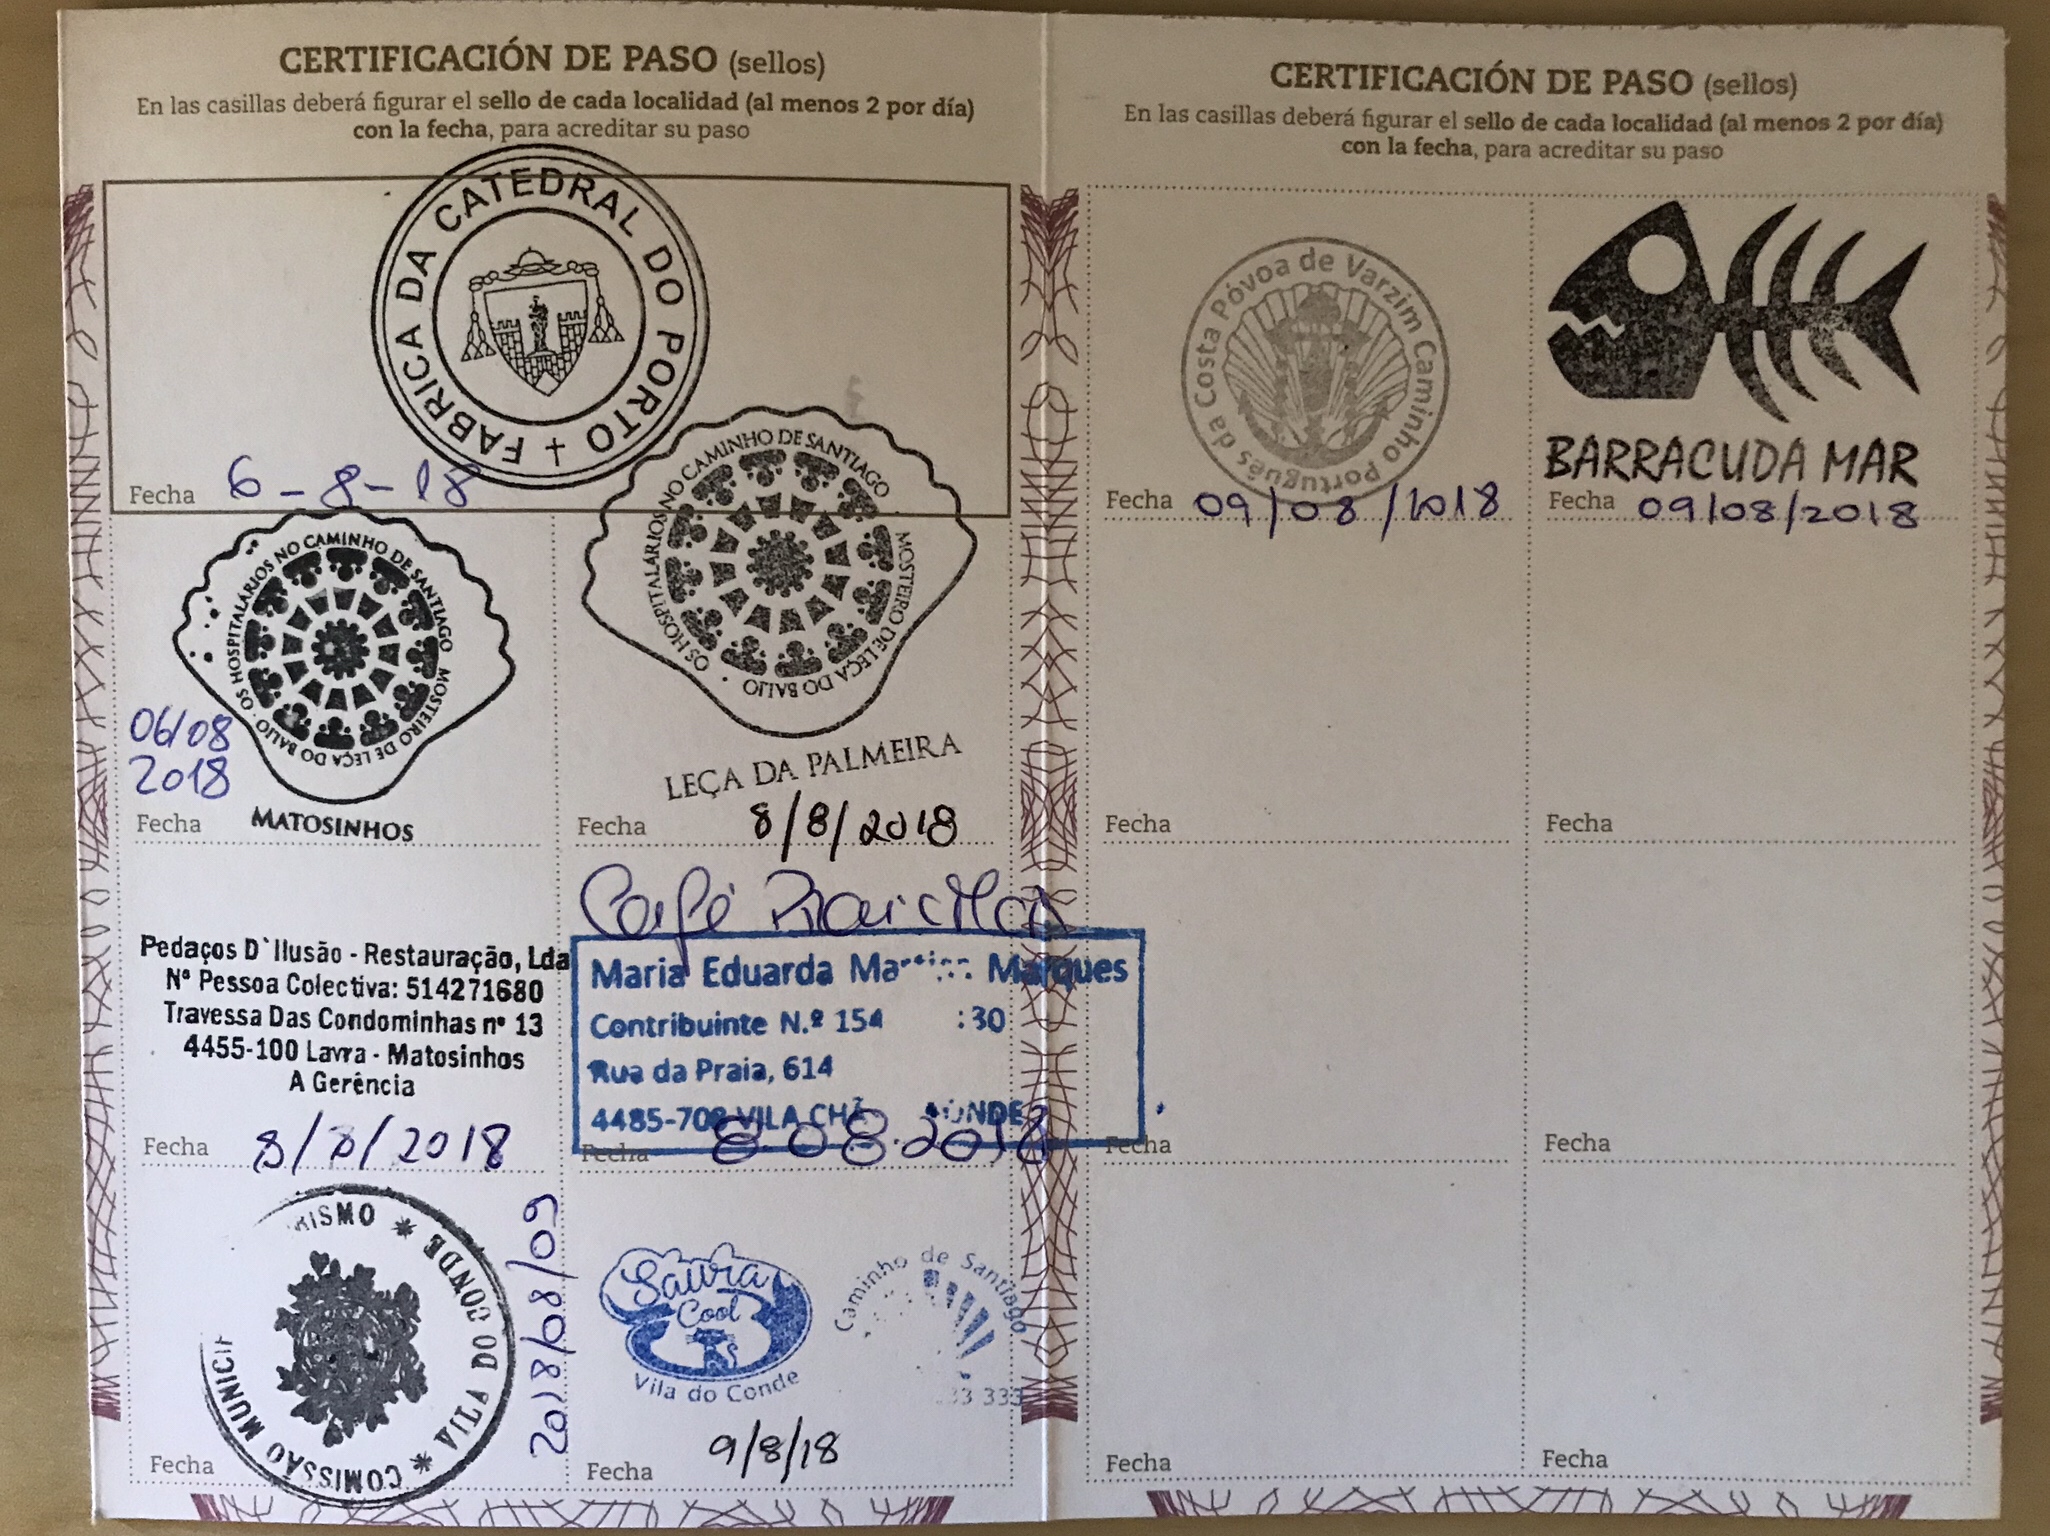 CERTIFICACIÓN DE PASO (sellos)
En las casillas deberá figurar el sello de cada localidad (al menos 2 por día)
con la fecha, para acreditar su paso
FABRICA DA CATEDRAL DO PORTO
Fecha 6-8-18
OS HOSPITALÁRIOS NO CAMINHO DE SANTIAGO
MOSTEIRO DE LEÇA DO BALIO
06/08
2018
Fecha
MATOSINHOS
OS HOSPITALÁRIOS NO CAMINHO DE SANTIAGO
MOSTEIRO DE LEÇA DO BALIO
LEÇA DA PALMEIRA
Fecha 8/8/2018
Pedaços D`Ilusão - Restauração, Lda
Nº Pessoa Colectiva: 514271680
Travessa Das Condominhas nº 13
4455-100 Lavra - Matosinhos
A Gerência
Fecha 8/8/2018
Café
Maria Eduarda Marques
Contribuinte N.º 154 :30
Rua da Praia, 614
4485-708 VILA CHÃ
Fecha 8-08-2018
COMISSÃO MUNICI
RISMO * VILA DO CONDE *
2018/08/09
Fecha
Saura
Cool
Vila do Conde
Caminho de Santiago
33 333
Fecha 9/8/18
CERTIFICACIÓN DE PASO (sellos)
En las casillas deberá figurar el sello de cada localidad (al menos 2 por día)
con la fecha, para acreditar su paso
Póvoa de Varzim Caminho Português da Costa
Fecha 09/08/2018
BARRACUDA MAR
Fecha 09/08/2018
Fecha
Fecha
Fecha
Fecha
Fecha
Fecha